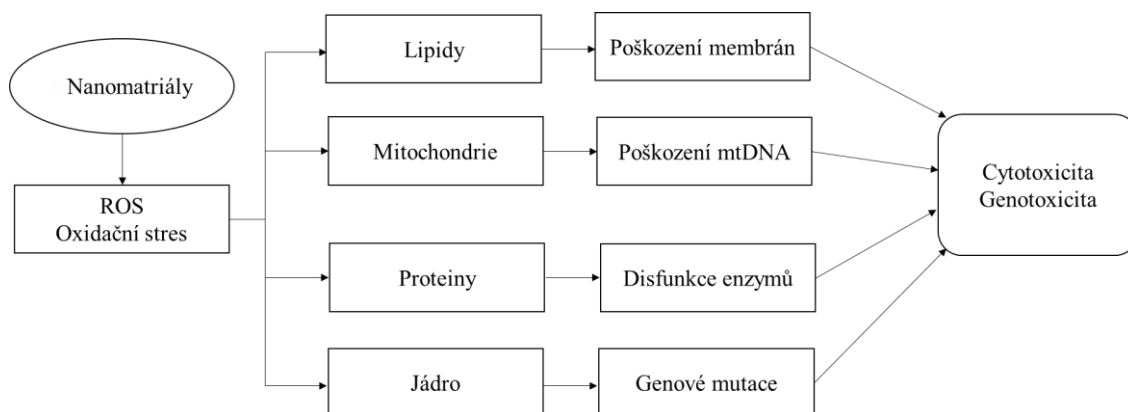 Nanomatriály
ROS
Oxidační stres
Lipidy
Poškození membrán
Mitochondrie
Poškození mtDNA
Proteiny
Disfunkce enzymů
Jádro
Genové mutace
Cytotoxicita
Genotoxicita